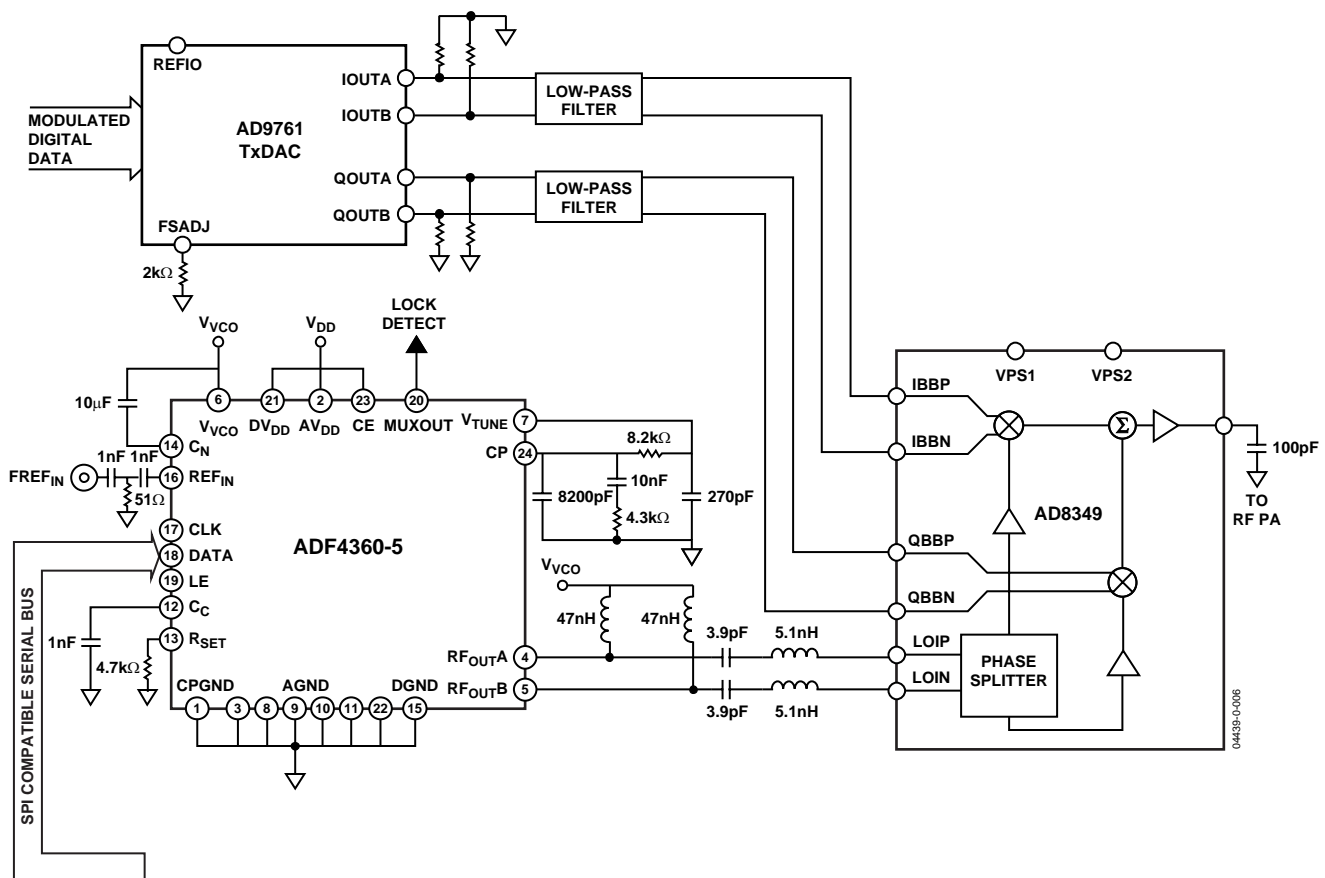 REFIO
IOUTA
IOUTB
QOUTA
QOUTB
AD9761
TxDAC
MODULATED
DIGITAL
DATA
FSADJ
2kΩ
LOW-PASS
FILTER
LOW-PASS
FILTER
LOCK
DETECT
VVCO
VDD
10μF
6
21
2
23
20
VVCO
DVDD
AVDD
CE
MUXOUT
VTUNE
7
CP
24
14
CN
1nF
1nF
FREFIN
16
REFIN
51Ω
17
CLK
18
DATA
19
LE
12
CC
13
RSET
1nF
4.7kΩ
ADF4360-5
8.2kΩ
10nF
8200pF
270pF
4.3kΩ
VVCO
47nH
47nH
3.9pF
5.1nH
RFOUTA
4
RFOUTB
5
3.9pF
5.1nH
CPGND
AGND
DGND
1
3
8
9
10
11
22
15
SPI COMPATIBLE SERIAL BUS
VPS1
VPS2
IBBP
IBBN
Σ
AD8349
QBBP
QBBN
LOIP
LOIN
PHASE
SPLITTER
100pF
TO
RF PA
04439-0-006